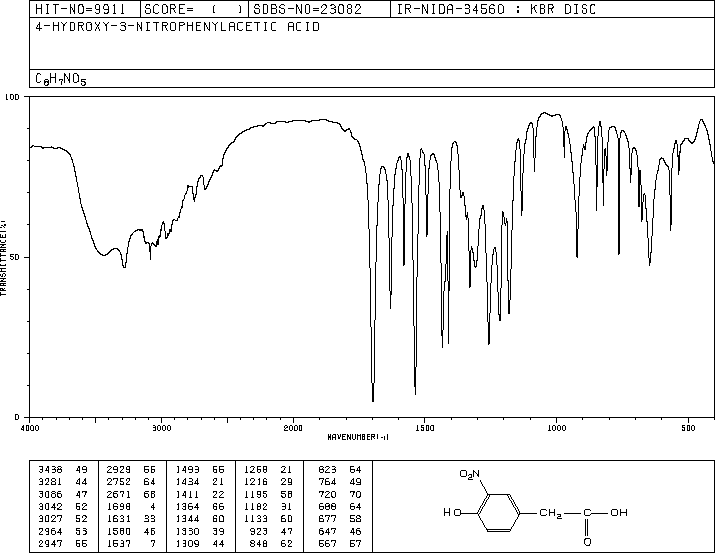 HIT-NO=9911 SCORE= ( ) SDBS-NO=23082 IR-NIDA-34560 : KBR DISC
4-HYDROXY-3-NITROPHENYLACETIC ACID
C8H7NO5
100
50
0
TRANSMITTANCE(%)
4000 3000 2000 1500 1000 500
WAVENUMBER(-1)
3438 49 2929 55 1493 55 1258 21 823 64
3281 44 2752 64 1434 21 1216 29 764 49
3086 47 2671 68 1411 22 1195 58 720 70
3042 52 1698 4 1364 66 1182 31 688 64
3027 52 1631 33 1344 60 1133 60 677 58
2964 53 1580 46 1330 39 923 47 647 46
2947 55 1537 7 1309 44 848 62 567 57
O2N
HO
CH2
C
OH
O